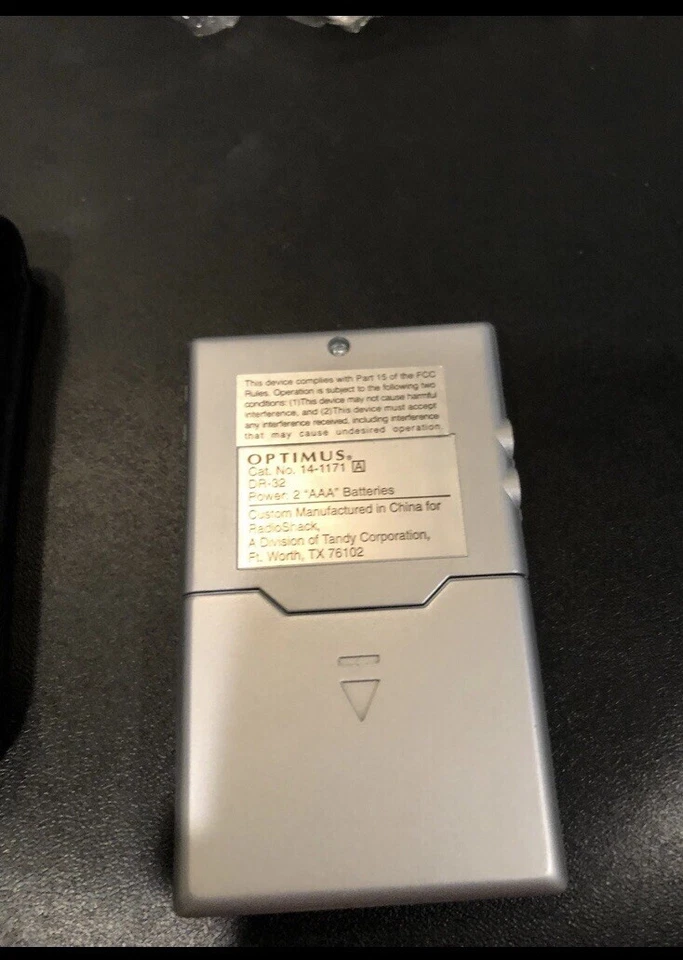 This device complies with Part 15 of the FCC
Rules. Operation is subject to the following two
conditions: (1)This device may not cause harmful
interference, and (2)This device must accept
any interference received, including interference
that may cause undesired operation.
OPTIMUS®
Cat. No. 14-1171 A
DR-32
Power: 2 "AAA" Batteries
Custom Manufactured in China for
RadioShack,
A Division of Tandy Corporation,
Ft. Worth, TX 76102